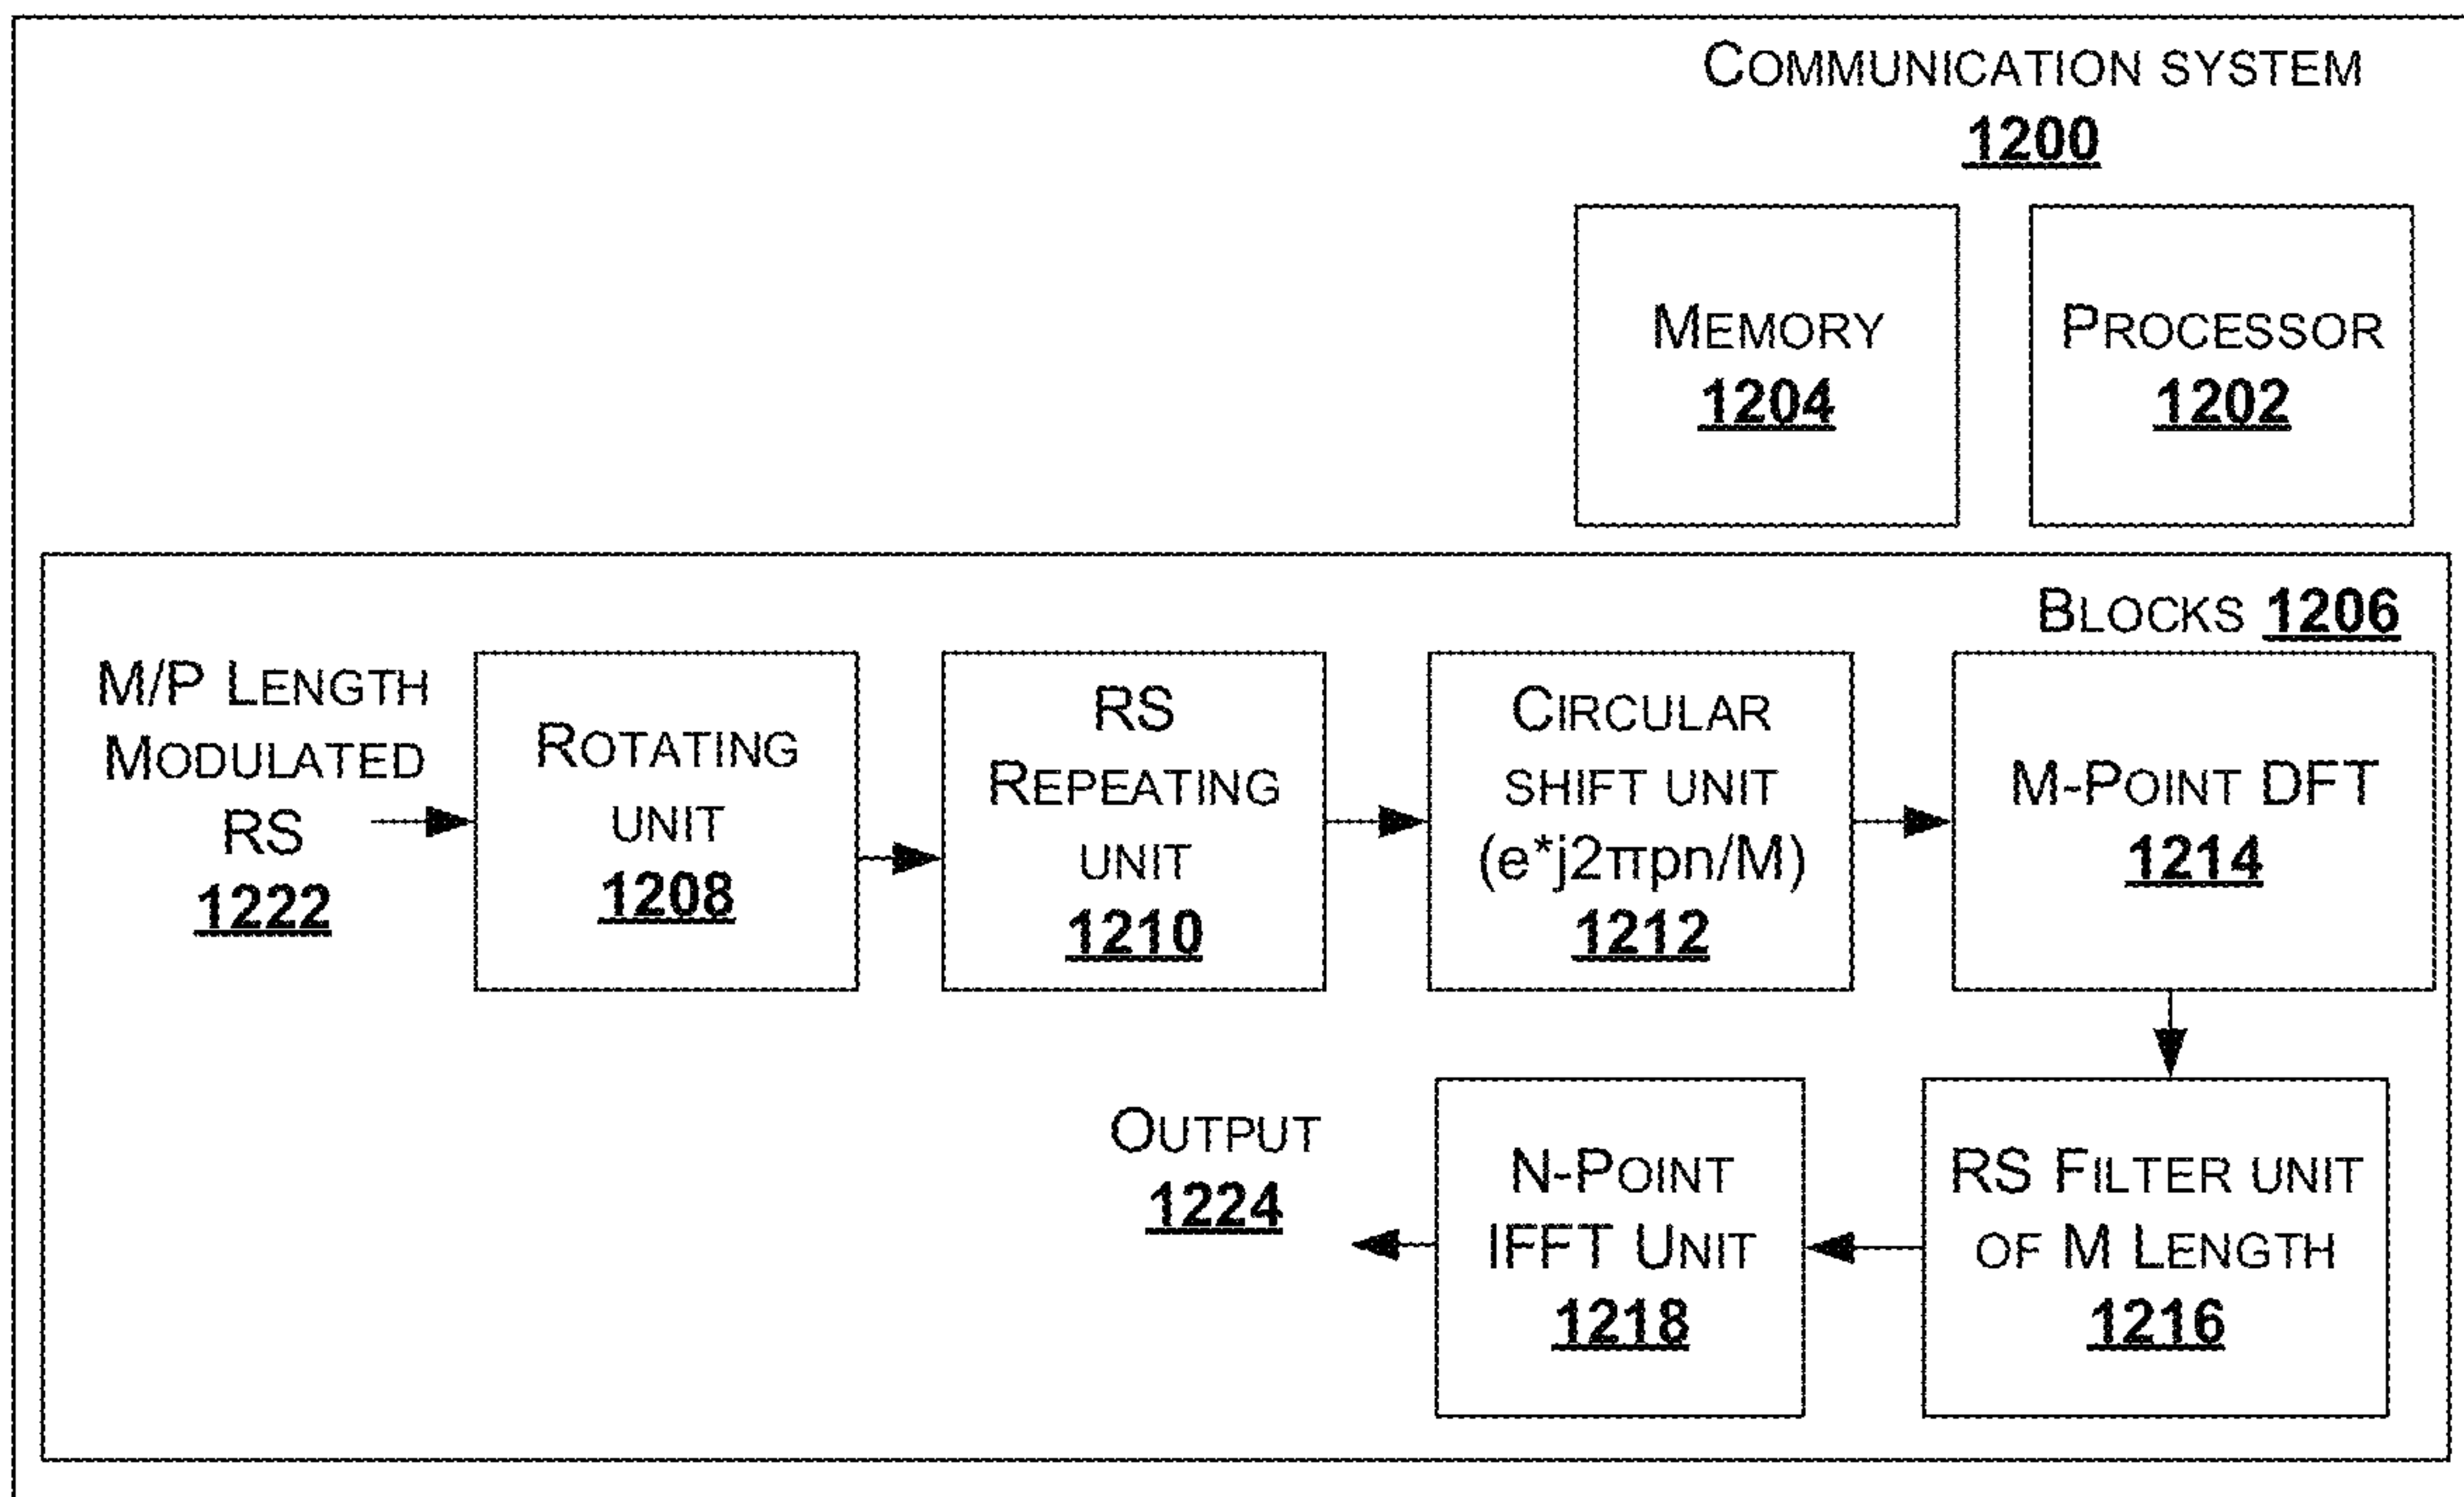 COMMUNICATION SYSTEM
1200
MEMORY
1204
PROCESSOR
1202
BLOCKS 1206
M/P LENGTH
MODULATED
RS
1222
ROTATING
UNIT
1208
RS
REPEATING
UNIT
1210
CIRCULAR
SHIFT UNIT
(e*j2πpn/M)
1212
M-POINT DFT
1214
RS FILTER UNIT
OF M LENGTH
1216
N-POINT
IFFT UNIT
1218
OUTPUT
1224